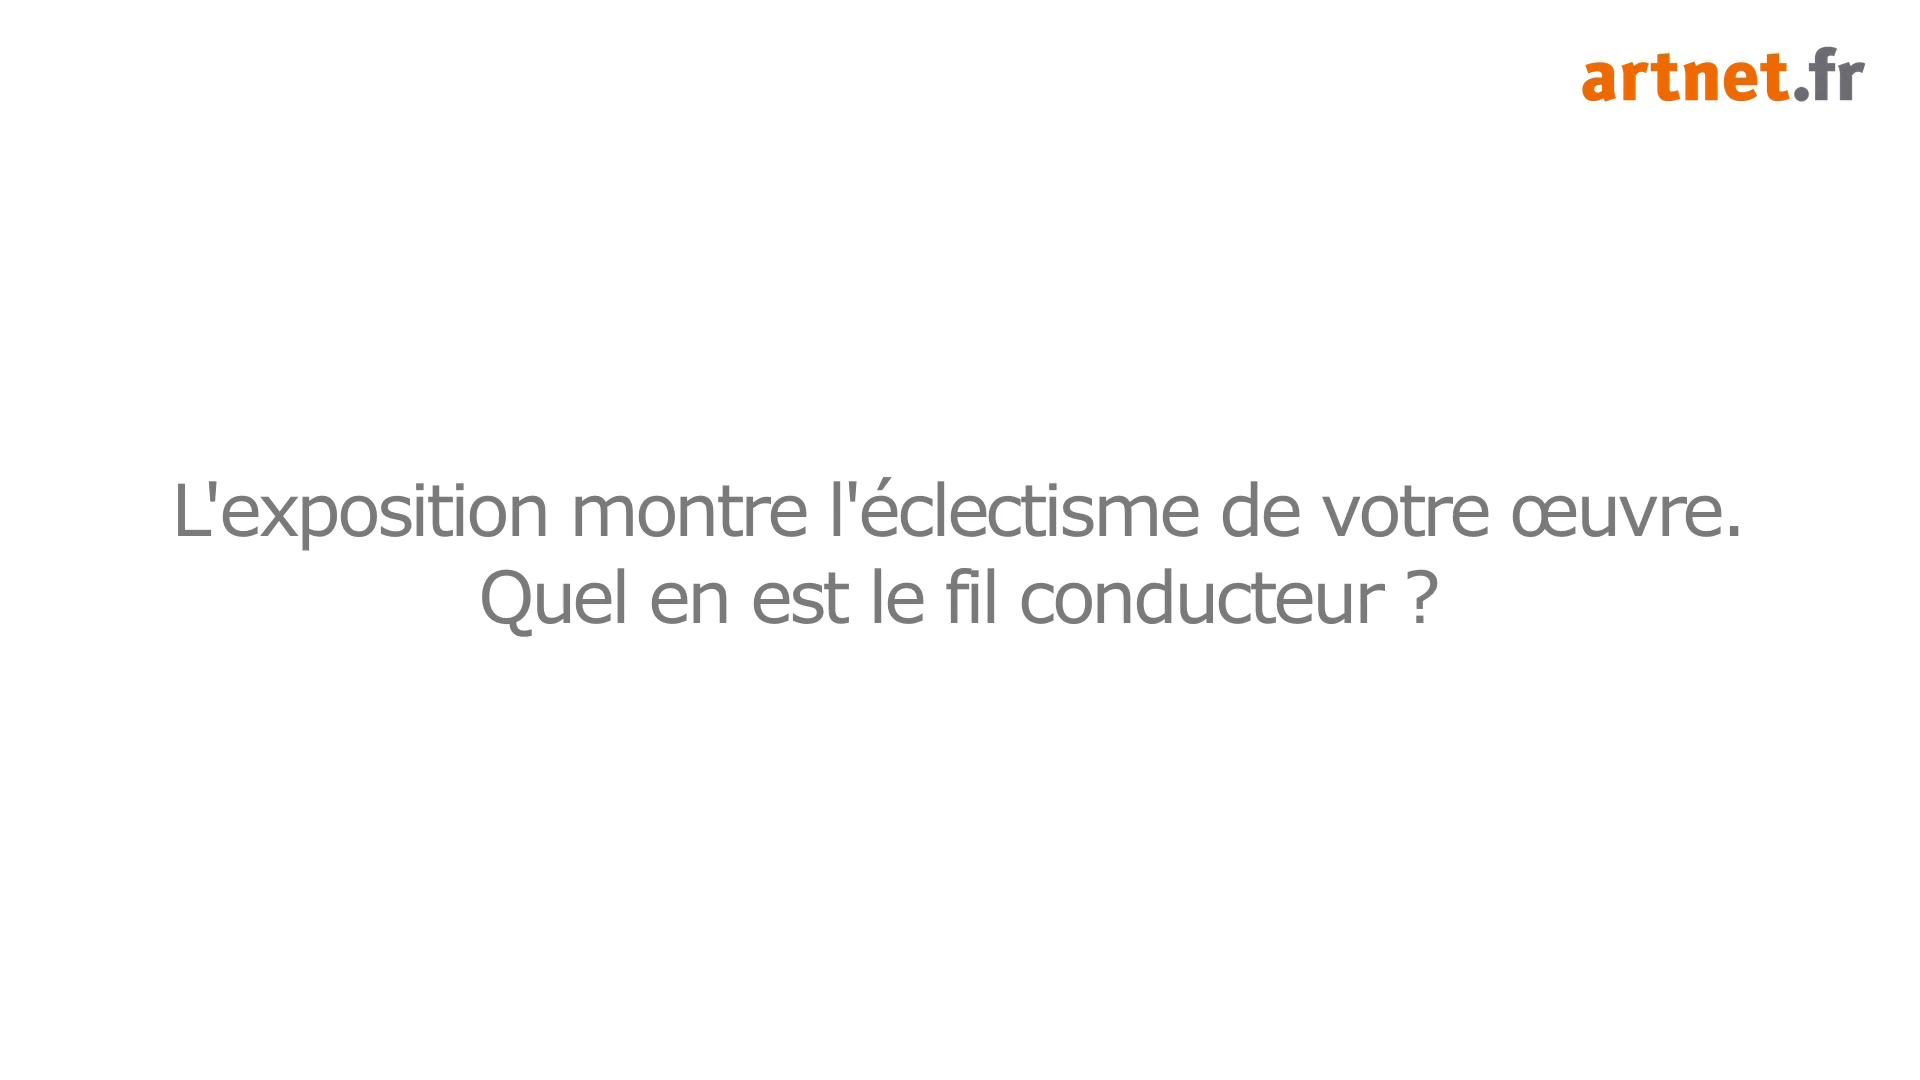 artnet.fr
L'exposition montre l'éclectisme de votre œuvre.
Quel en est le fil conducteur ?